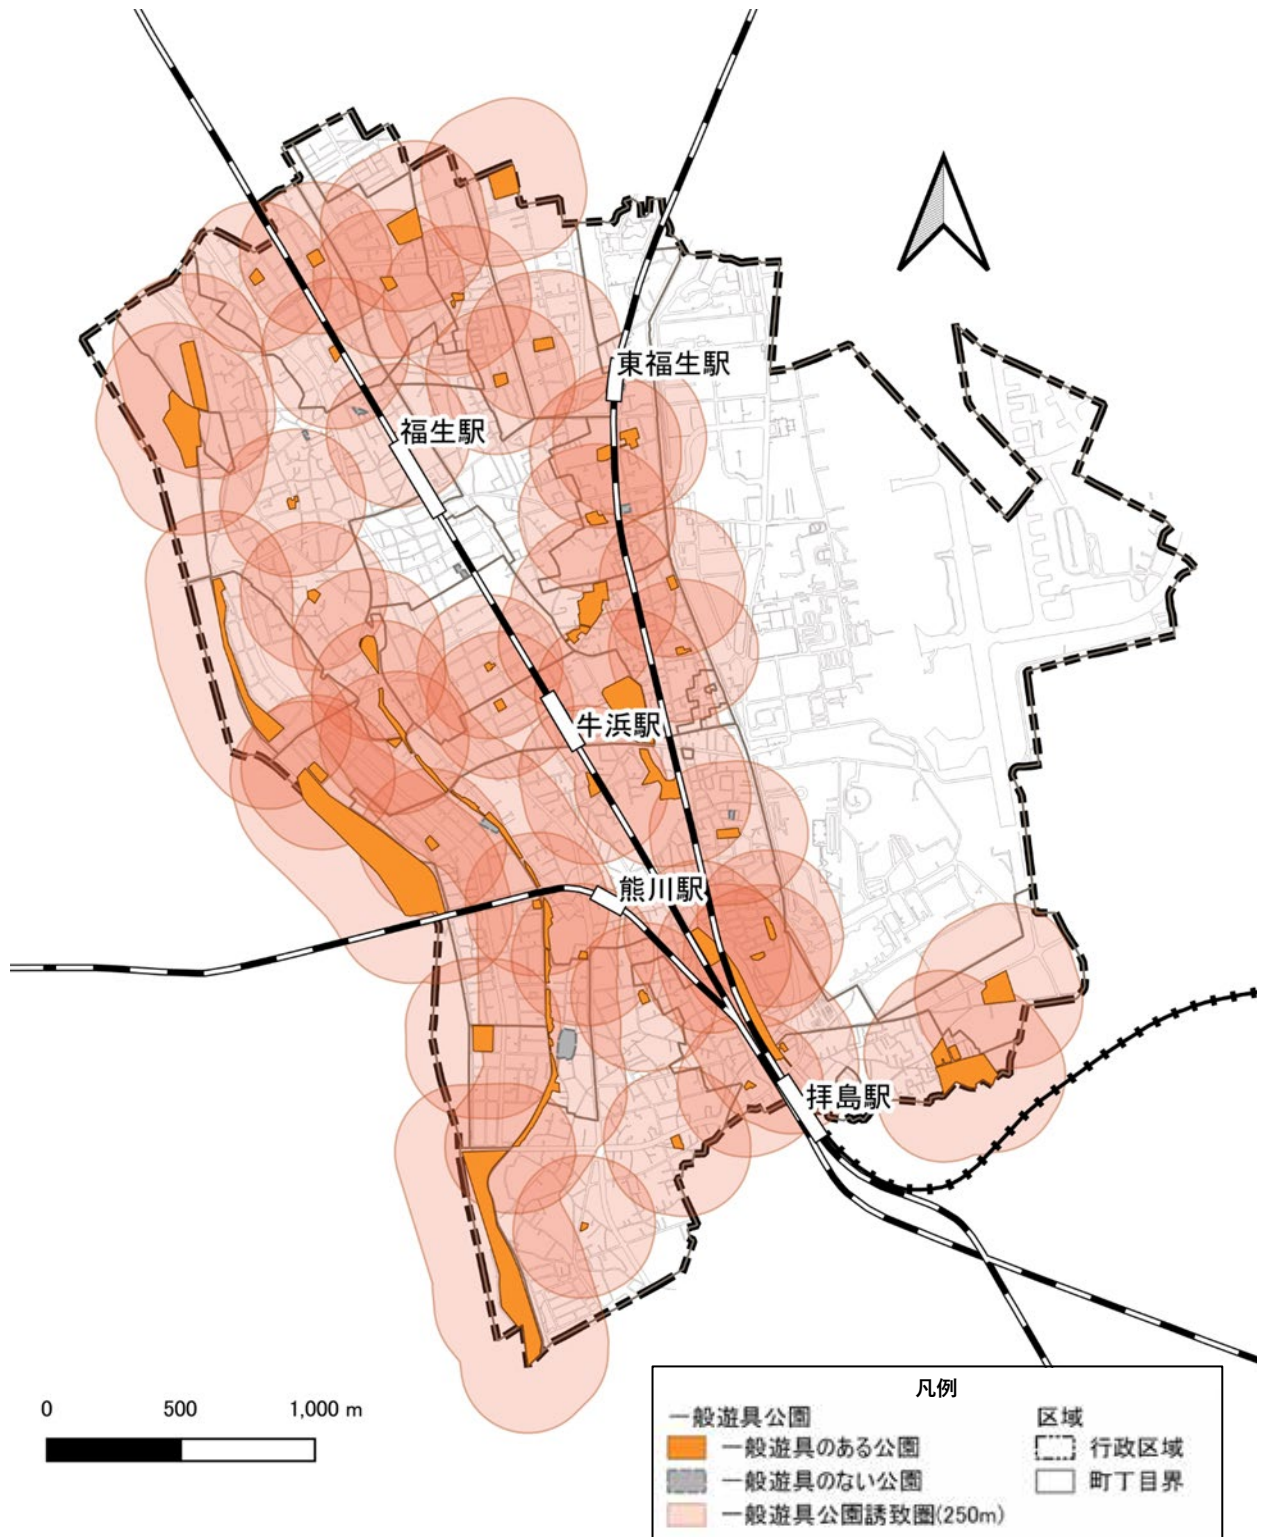 東福生駅
福生駅
牛浜駅
熊川駅
拝島駅
0 500 1,000 m
凡例
一般遊具公園
一般遊具のある公園
一般遊具のない公園
一般遊具公園誘致圏(250m)
区域
行政区域
町丁目界